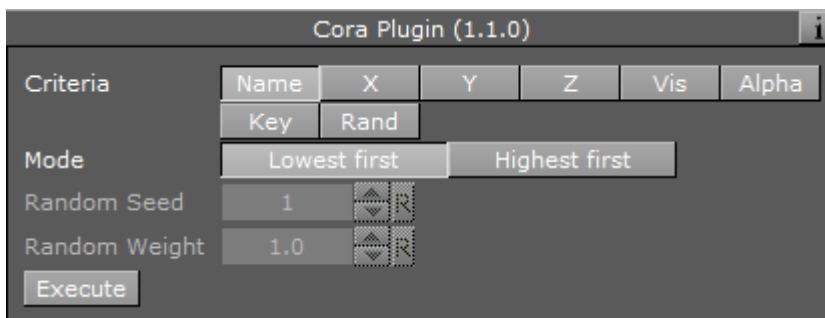 Cora Plugin (1.1.0) i
Criteria Name X Y Z Vis Alpha
Key Rand
Mode Lowest first Highest first
Random Seed 1 R
Random Weight 1.0 R
Execute